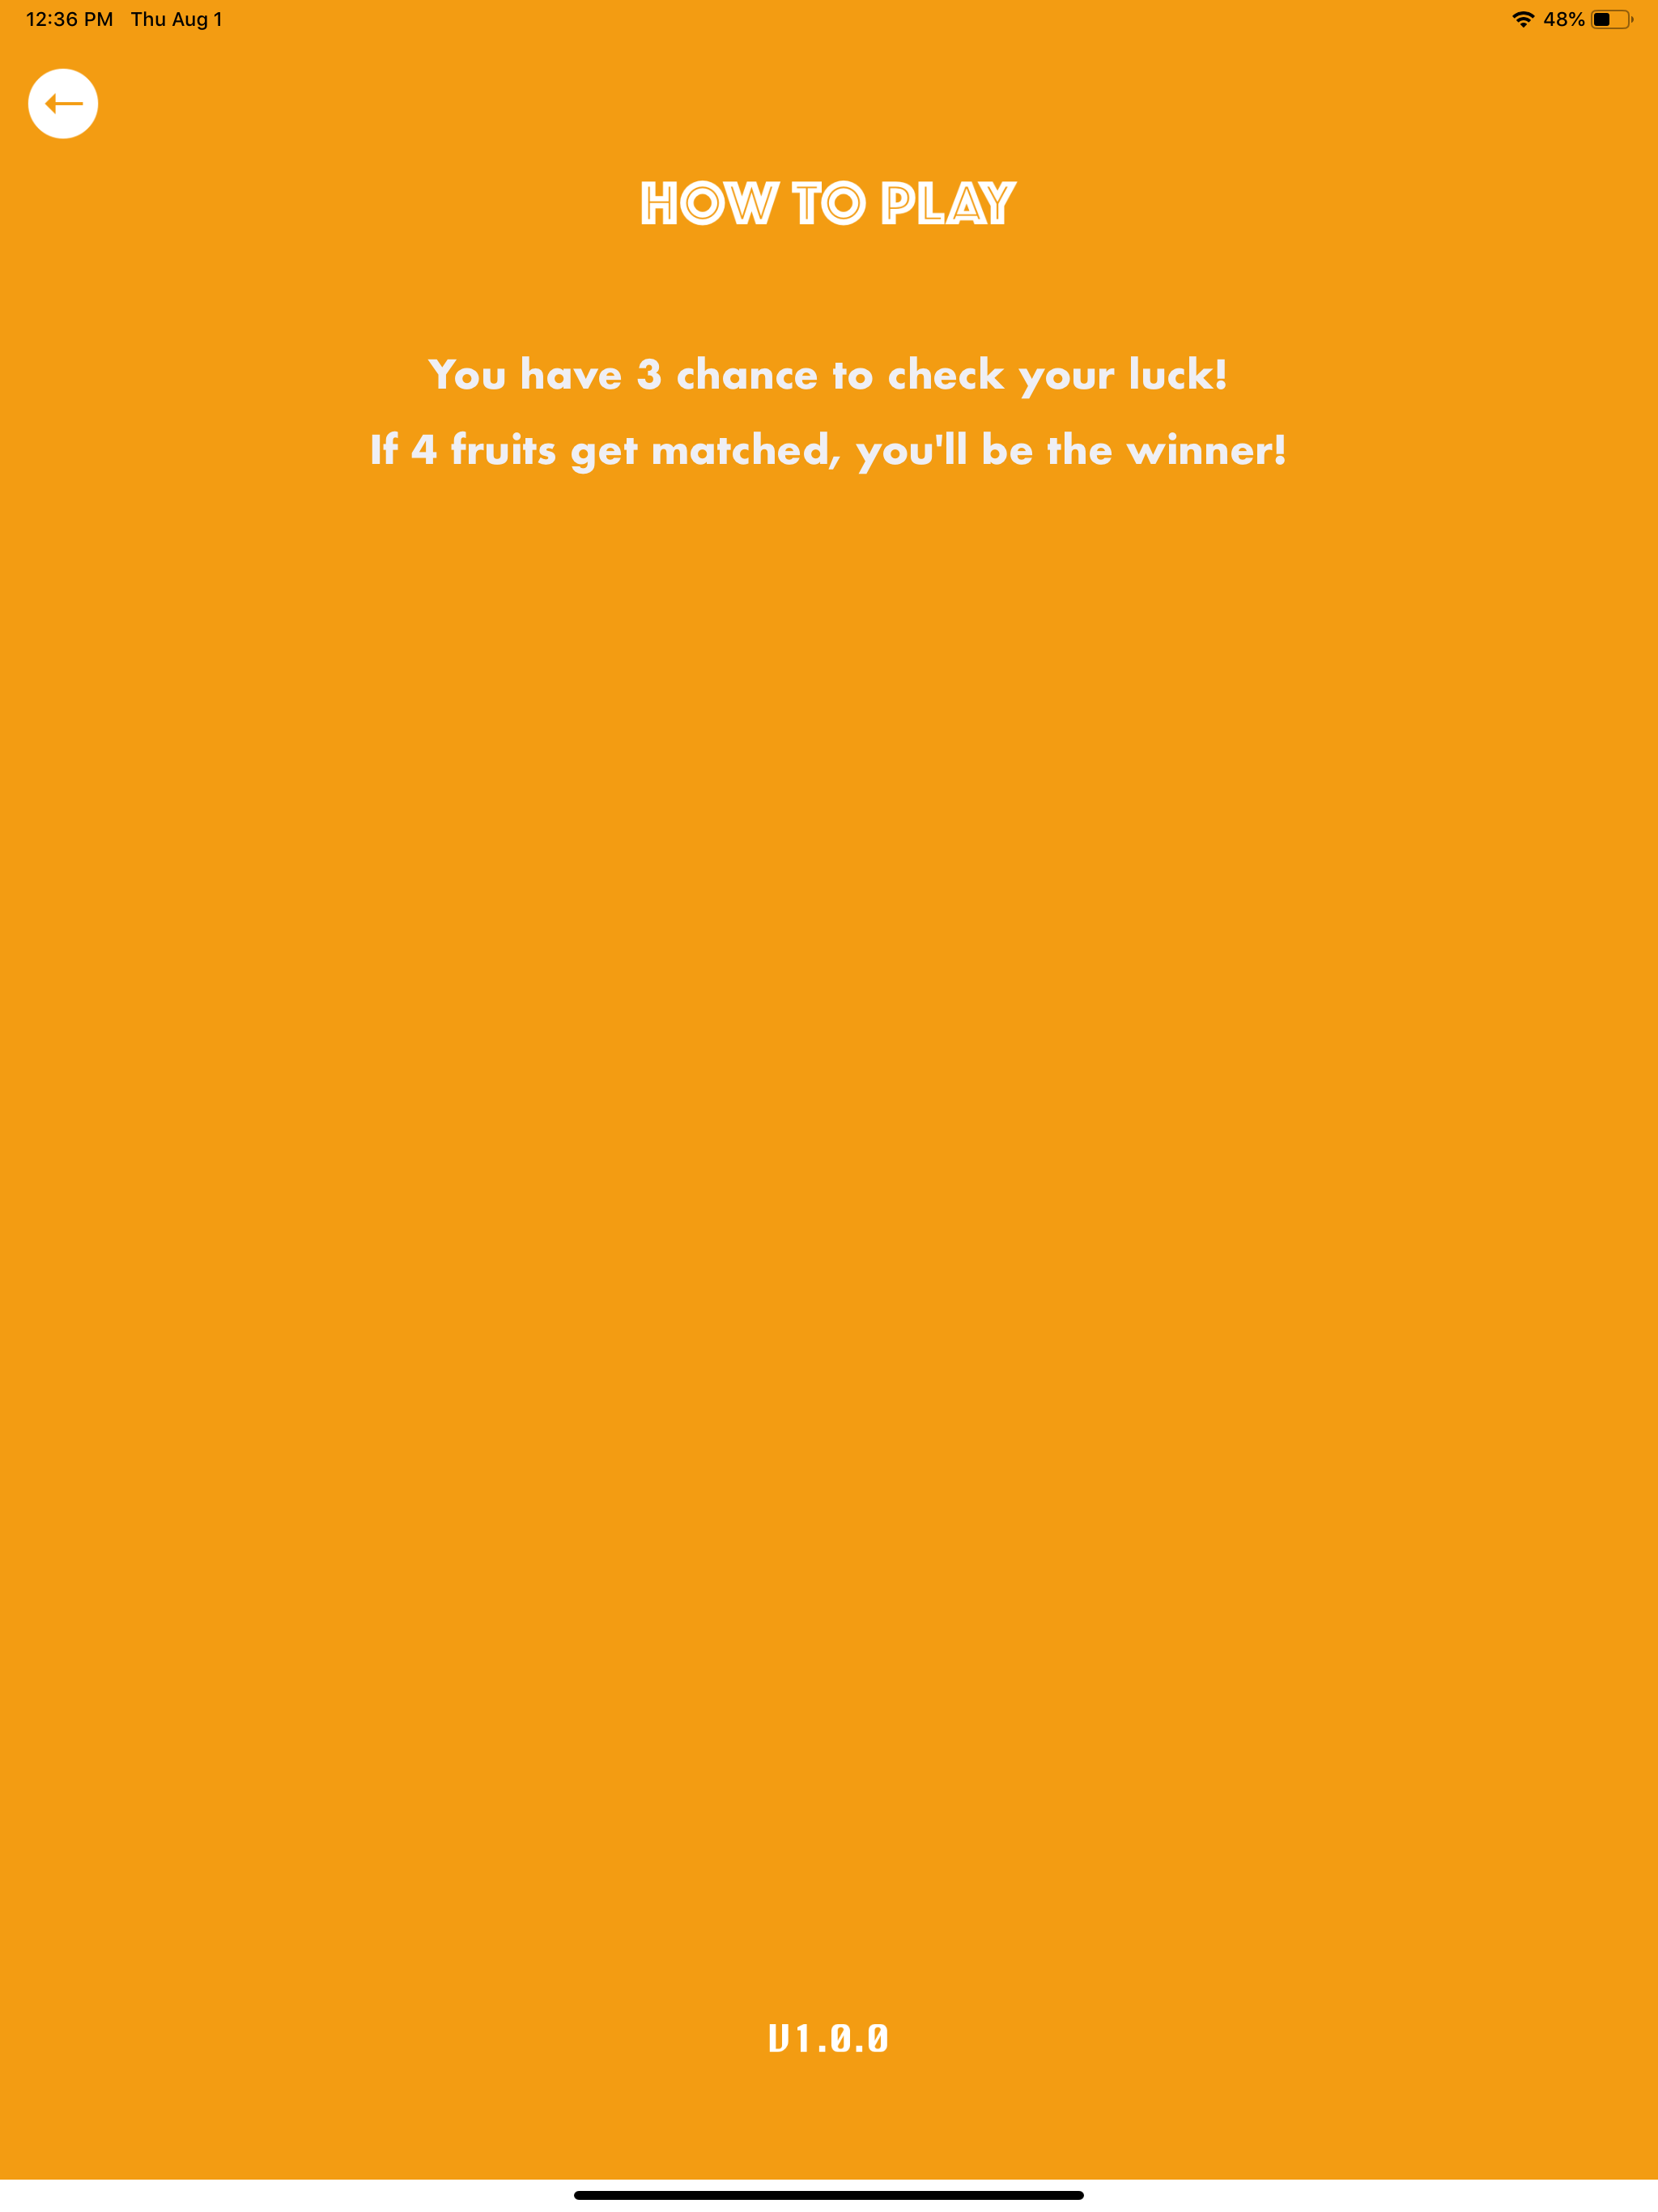 12:36 PM Thu Aug 1 48%
HOW TO PLAY
You have 3 chance to check your luck!
If 4 fruits get matched, you'll be the winner!
V1.0.0